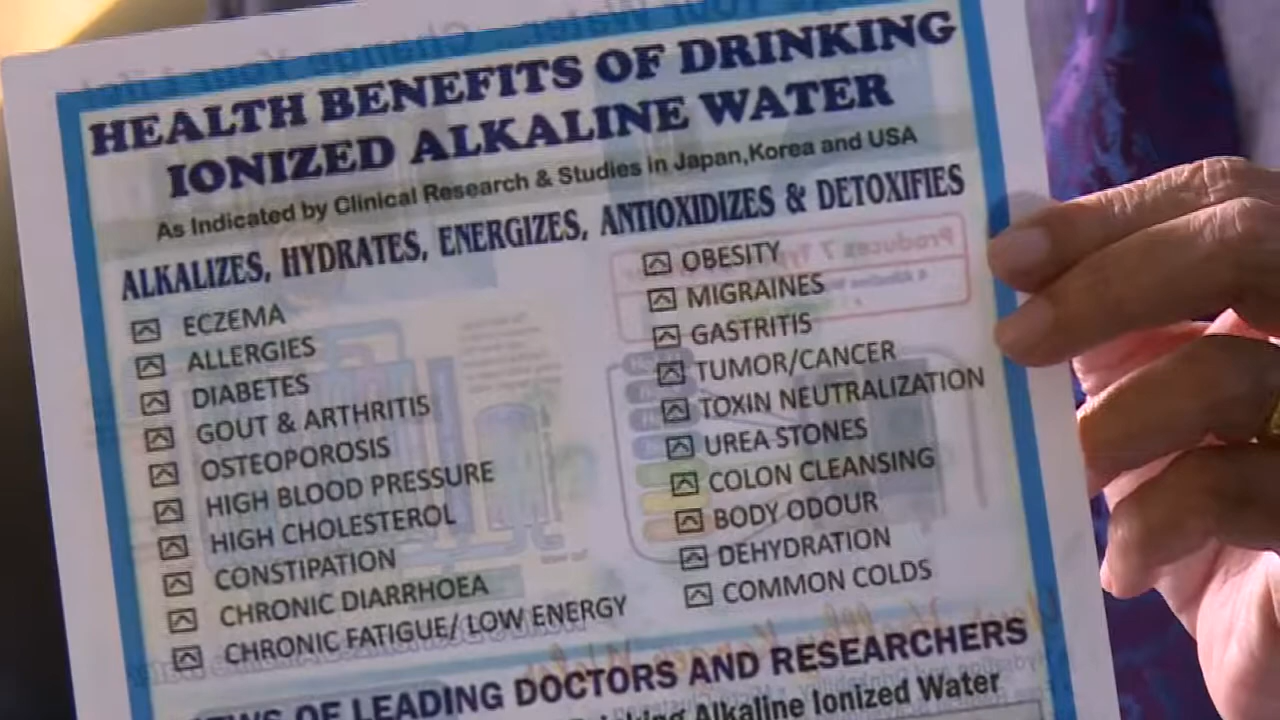 HEALTH BENEFITS OF DRINKING
IONIZED ALKALINE WATER
As Indicated by Clinical Research & Studies in Japan,Korea and USA
ALKALIZES, HYDRATES, ENERGIZES, ANTIOXIDIZES & DETOXIFIES
ECZEMA
ALLERGIES
DIABETES
GOUT & ARTHRITIS
OSTEOPOROSIS
HIGH BLOOD PRESSURE
HIGH CHOLESTEROL
CONSTIPATION
CHRONIC DIARRHOEA
CHRONIC FATIGUE/ LOW ENERGY
OBESITY
MIGRAINES
GASTRITIS
TUMOR/CANCER
TOXIN NEUTRALIZATION
UREA STONES
COLON CLEANSING
BODY ODOUR
DEHYDRATION
COMMON COLDS
OF LEADING DOCTORS AND RESEARCHERS
Alkaline Ionized Water